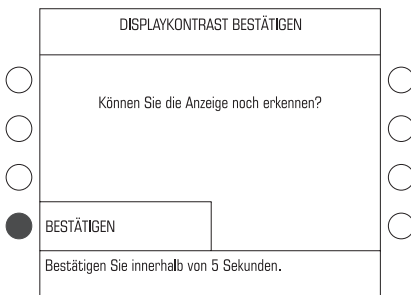 DISPLAYKONTRAST BESTÄTIGEN
Können Sie die Anzeige noch erkennen?
BESTÄTIGEN
Bestätigen Sie innerhalb von 5 Sekunden.